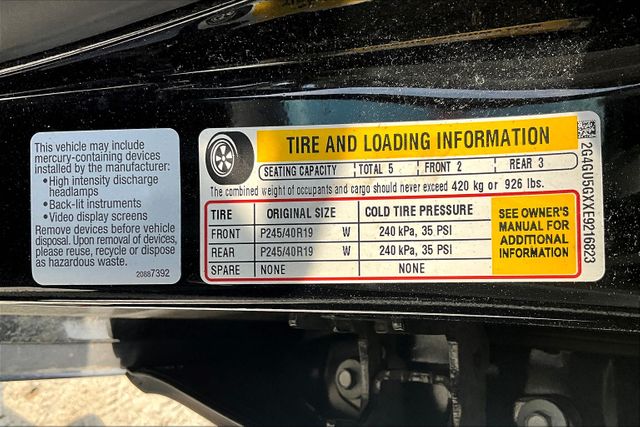 This vehicle may include
mercury-containing devices
installed by the manufacturer:
• High intensity discharge
headlamps
• Back-lit instruments
• Video display screens
Remove devices before vehicle
disposal. Upon removal of devices,
please reuse, recycle or dispose
as hazardous waste.
20887392
TIRE AND LOADING INFORMATION
SEATING CAPACITY TOTAL 5 FRONT 2 REAR 3
The combined weight of occupants and cargo should never exceed 420 kg or 926 lbs.
TIRE ORIGINAL SIZE COLD TIRE PRESSURE
FRONT P245/40R19 W 240 kPa, 35 PSI
REAR P245/40R19 W 240 kPa, 35 PSI
SPARE NONE NONE
SEE OWNER'S
MANUAL FOR
ADDITIONAL
INFORMATION
2G4GU5GXXE9216823